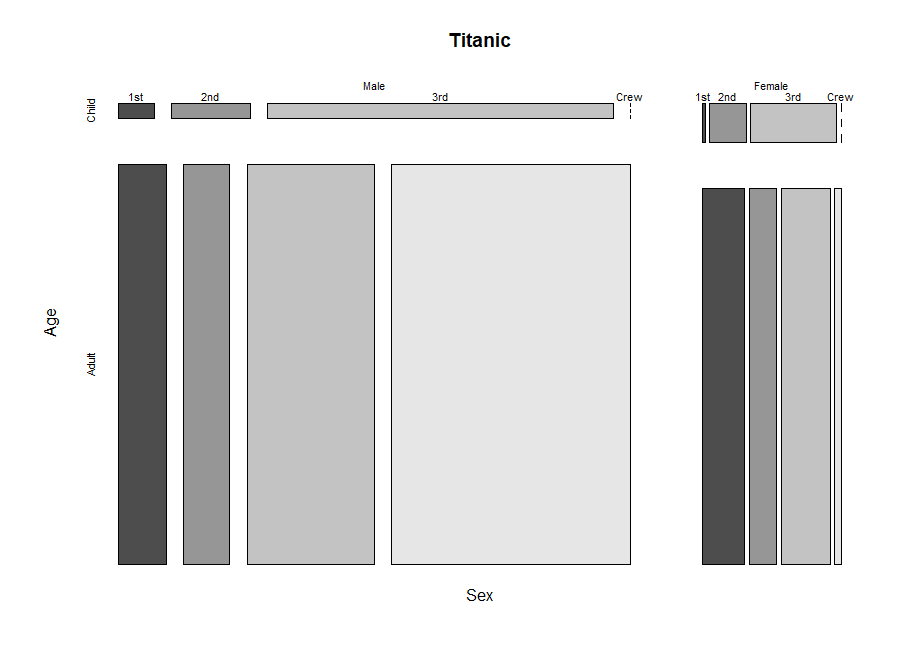 Titanic
Male Female
1st 2nd 3rd Crew 1st 2nd 3rd Crew
Child
Age
Adult
Sex